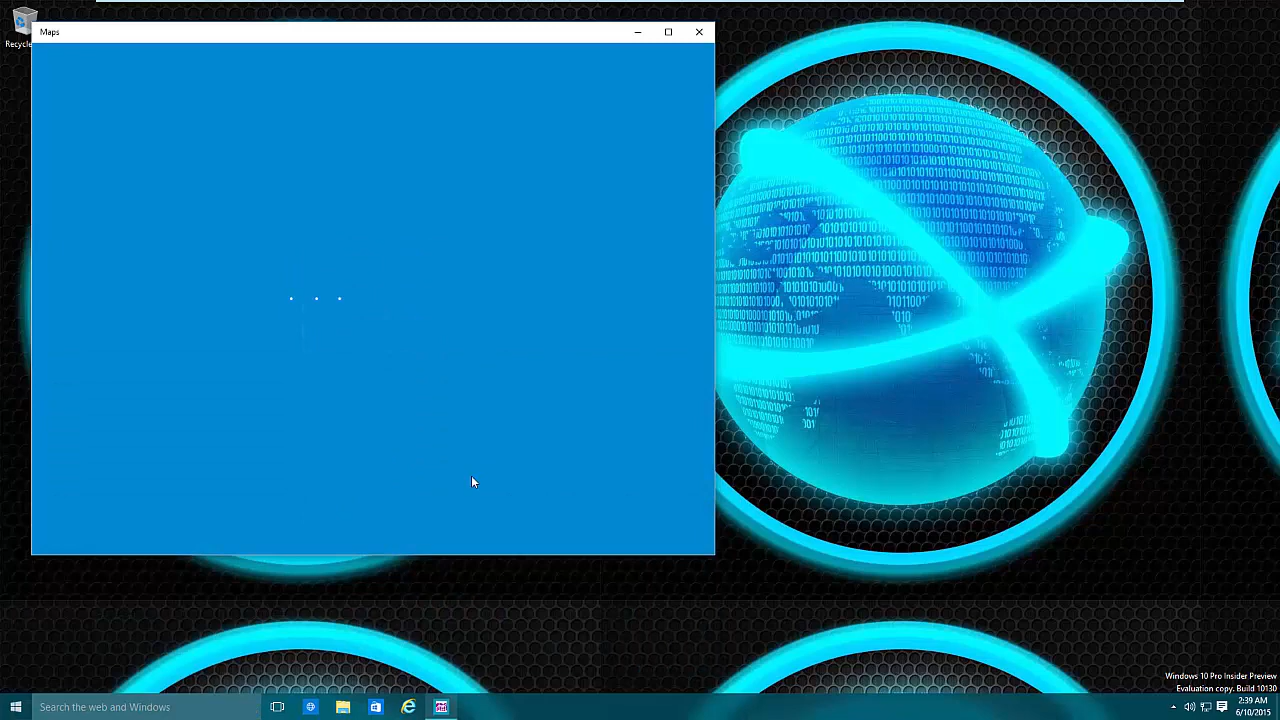 Maps
Recycle
Windows 10 Pro Insider Preview
Evaluation copy. Build 10130
Search the web and Windows
2:39 AM
6/10/2015